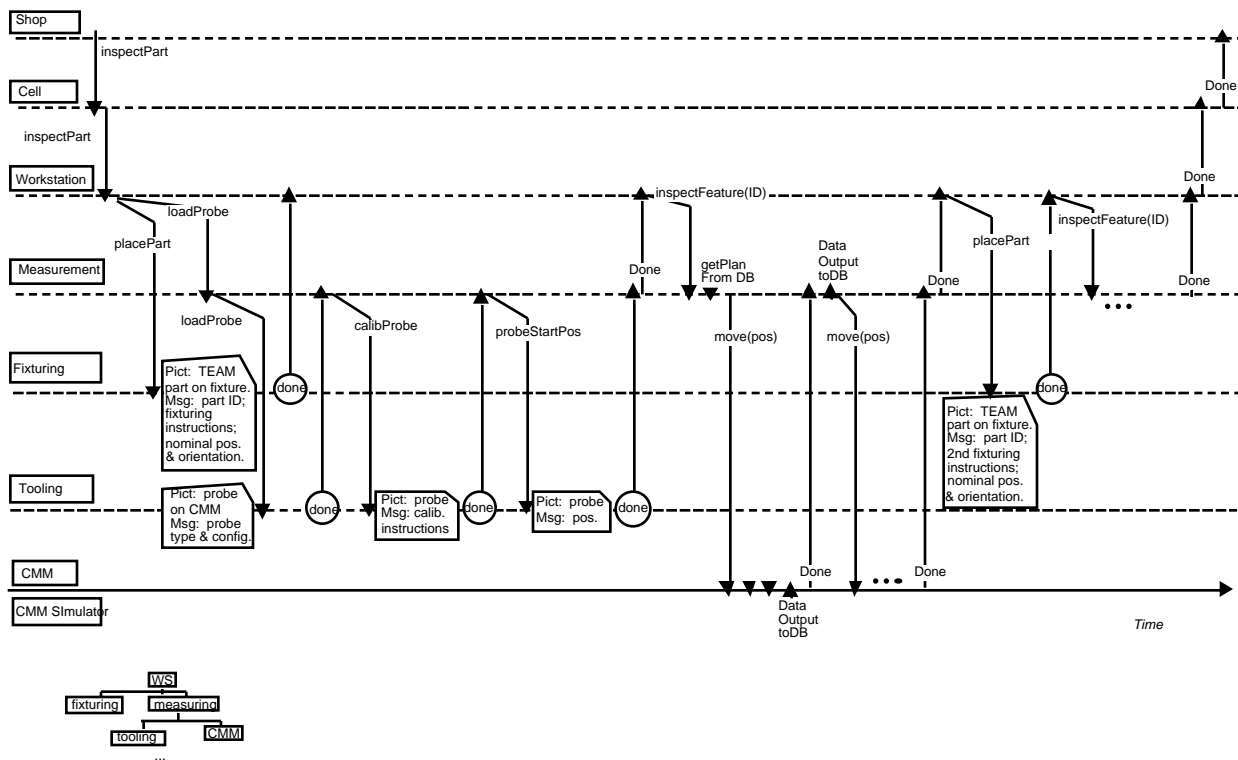 Shop
inspectPart
Cell
Done
inspectPart
Workstation
Done
loadProbe
inspectFeature(ID)
placePart
placePart
inspectFeature(ID)
Measurement
Done
getPlan
From DB
Data
Output
toDB
Done
Done
...
loadProbe
calibProbe
probeStartPos
move(pos)
move(pos)
Fixturing
Pict: TEAM
part on fixture.
Msg: part ID;
fixturing
instructions;
nominal pos.
& orientation.
done
done
Pict: TEAM
part on fixture.
Msg: part ID;
2nd fixturing
instructions;
nominal pos.
& orientation.
Tooling
Pict: probe
on CMM
Msg: probe
type & config.
done
Pict: probe
Msg: calib.
instructions
done
Pict: probe
Msg: pos.
done
CMM
Done
...
Done
CMM SImulator
Data
Output
toDB
Time
WS
fixturing
measuring
tooling
CMM
...